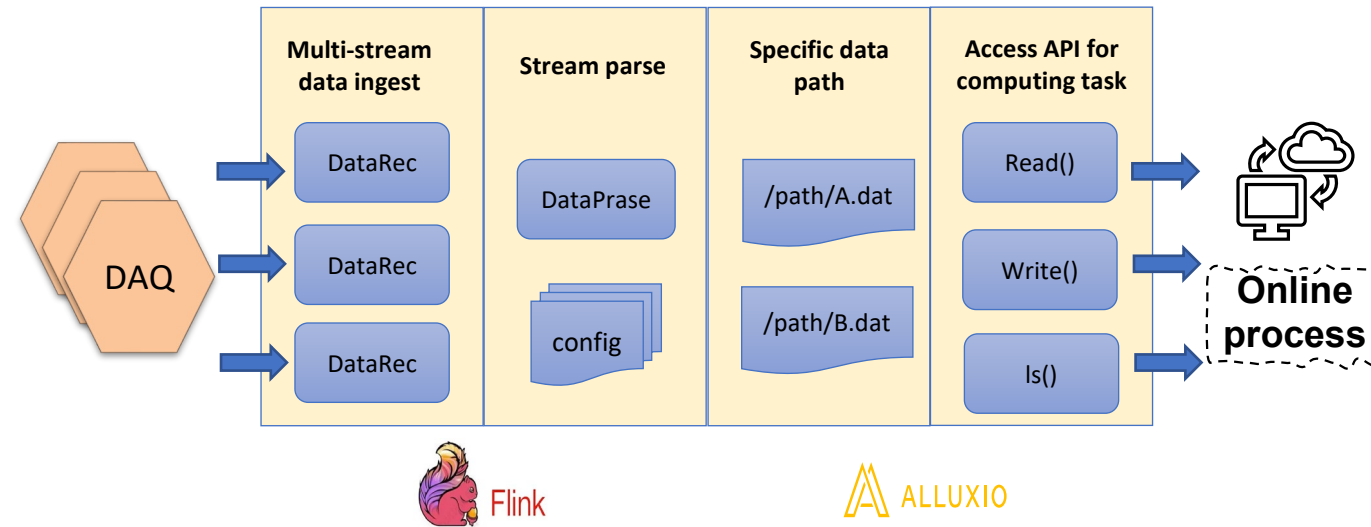 Multi-stream
data ingest
Stream parse
Specific data
path
Access API for
computing task
DAQ
DataRec
DataRec
DataRec
DataPrase
config
/path/A.dat
/path/B.dat
Read()
Write()
ls()
Online
process
Flink
ALLUXIO